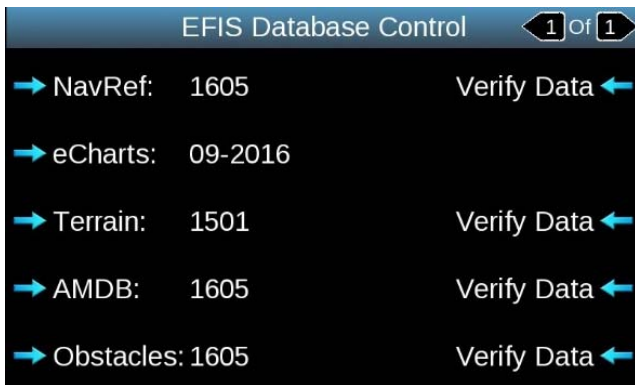 EFIS Database Control 1 Of 1
NavRef: 1605 Verify Data
eCharts: 09-2016
Terrain: 1501 Verify Data
AMDB: 1605 Verify Data
Obstacles: 1605 Verify Data